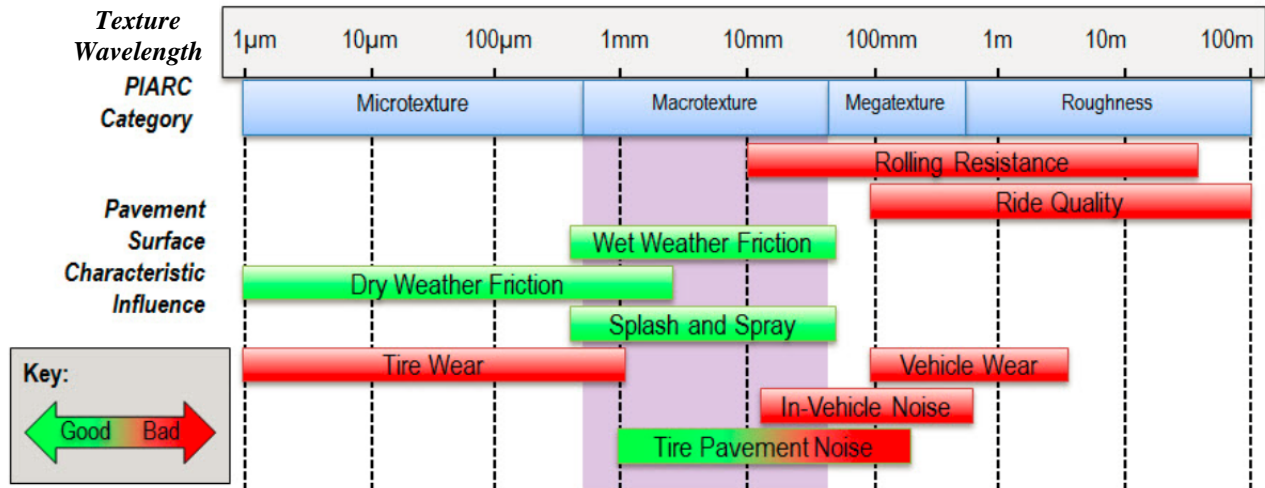 Texture
Wavelength
1µm 10µm 100µm 1mm 10mm 100mm 1m 10m 100m
PIARC
Category
Microtexture Macrotexture Megatexture Roughness
Rolling Resistance
Ride Quality
Pavement
Surface
Characteristic
Influence
Wet Weather Friction
Dry Weather Friction
Splash and Spray
Tire Wear Vehicle Wear
In-Vehicle Noise
Tire Pavement Noise
Key:
Good Bad